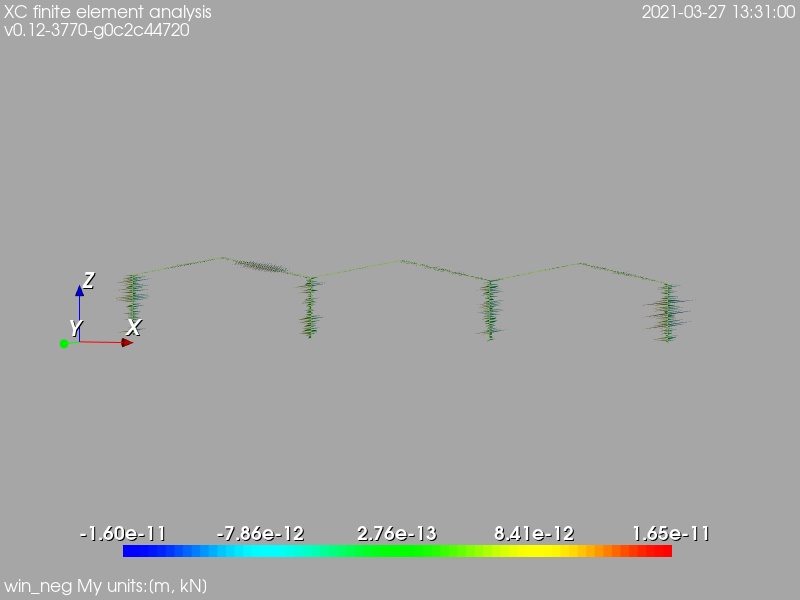 XC finite element analysis
v0.12-3770-g0c2c44720
2021-03-27 13:31:00
Z
Y
X
-1.60e-11 -7.86e-12 2.76e-13 8.41e-12 1.65e-11
win_neg My units:[m, kN]